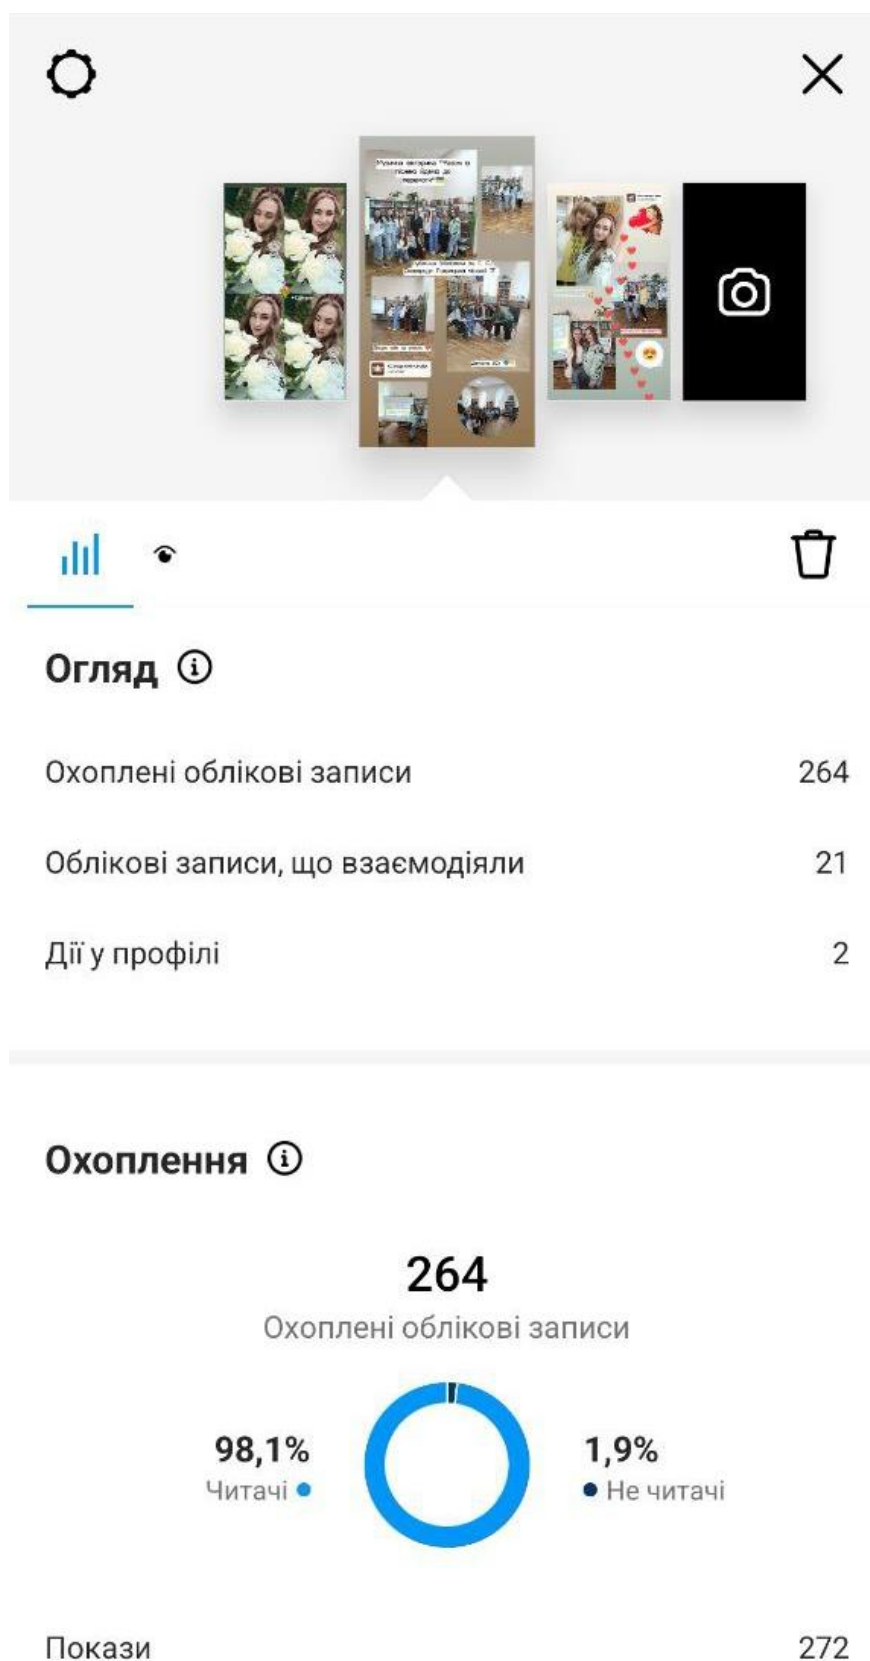 Огляд
Охоплені облікові записи 264
Облікові записи, що взаємодіяли 21
Дії у профілі 2
Охоплення
264
Охоплені облікові записи
98,1% 1,9%
Читачі Не читачі
Покази 272